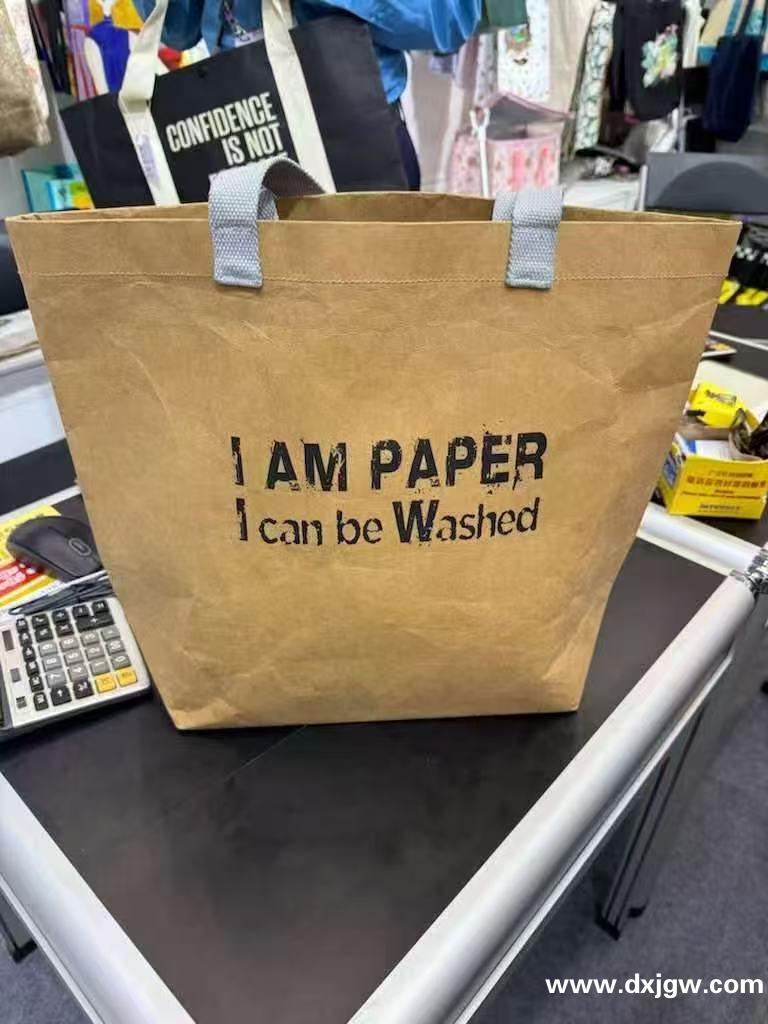 CONFIDENCE
IS NOT
I AM PAPER
I can be Washed
www.dxjgw.com